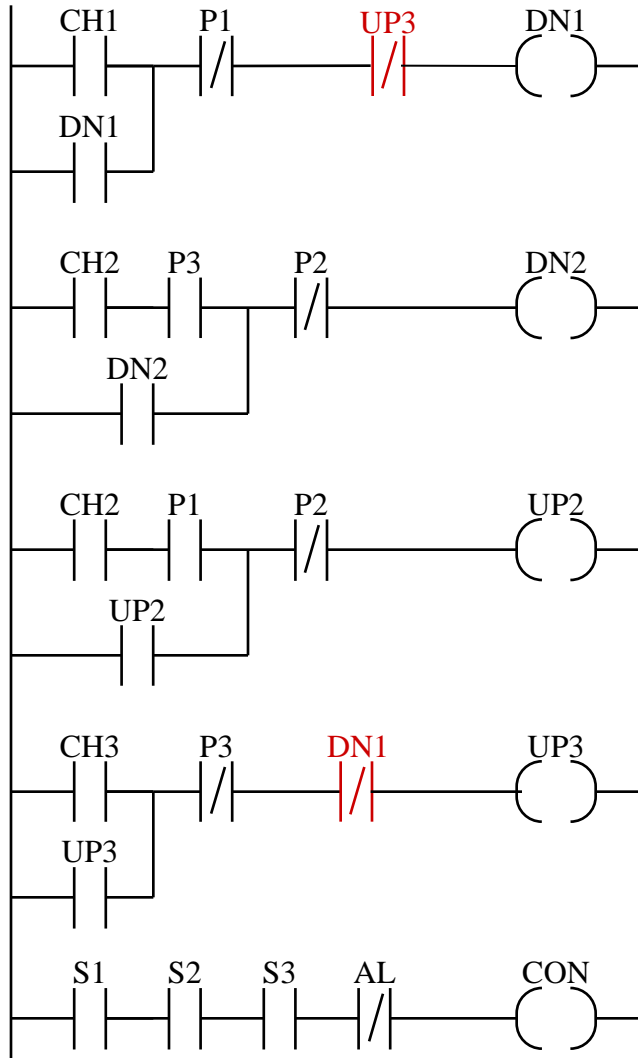 CH1 P1 UP3 DN1
DN1
CH2 P3 P2 DN2
DN2
CH2 P1 P2 UP2
UP2
CH3 P3 DN1 UP3
UP3
S1 S2 S3 AL CON